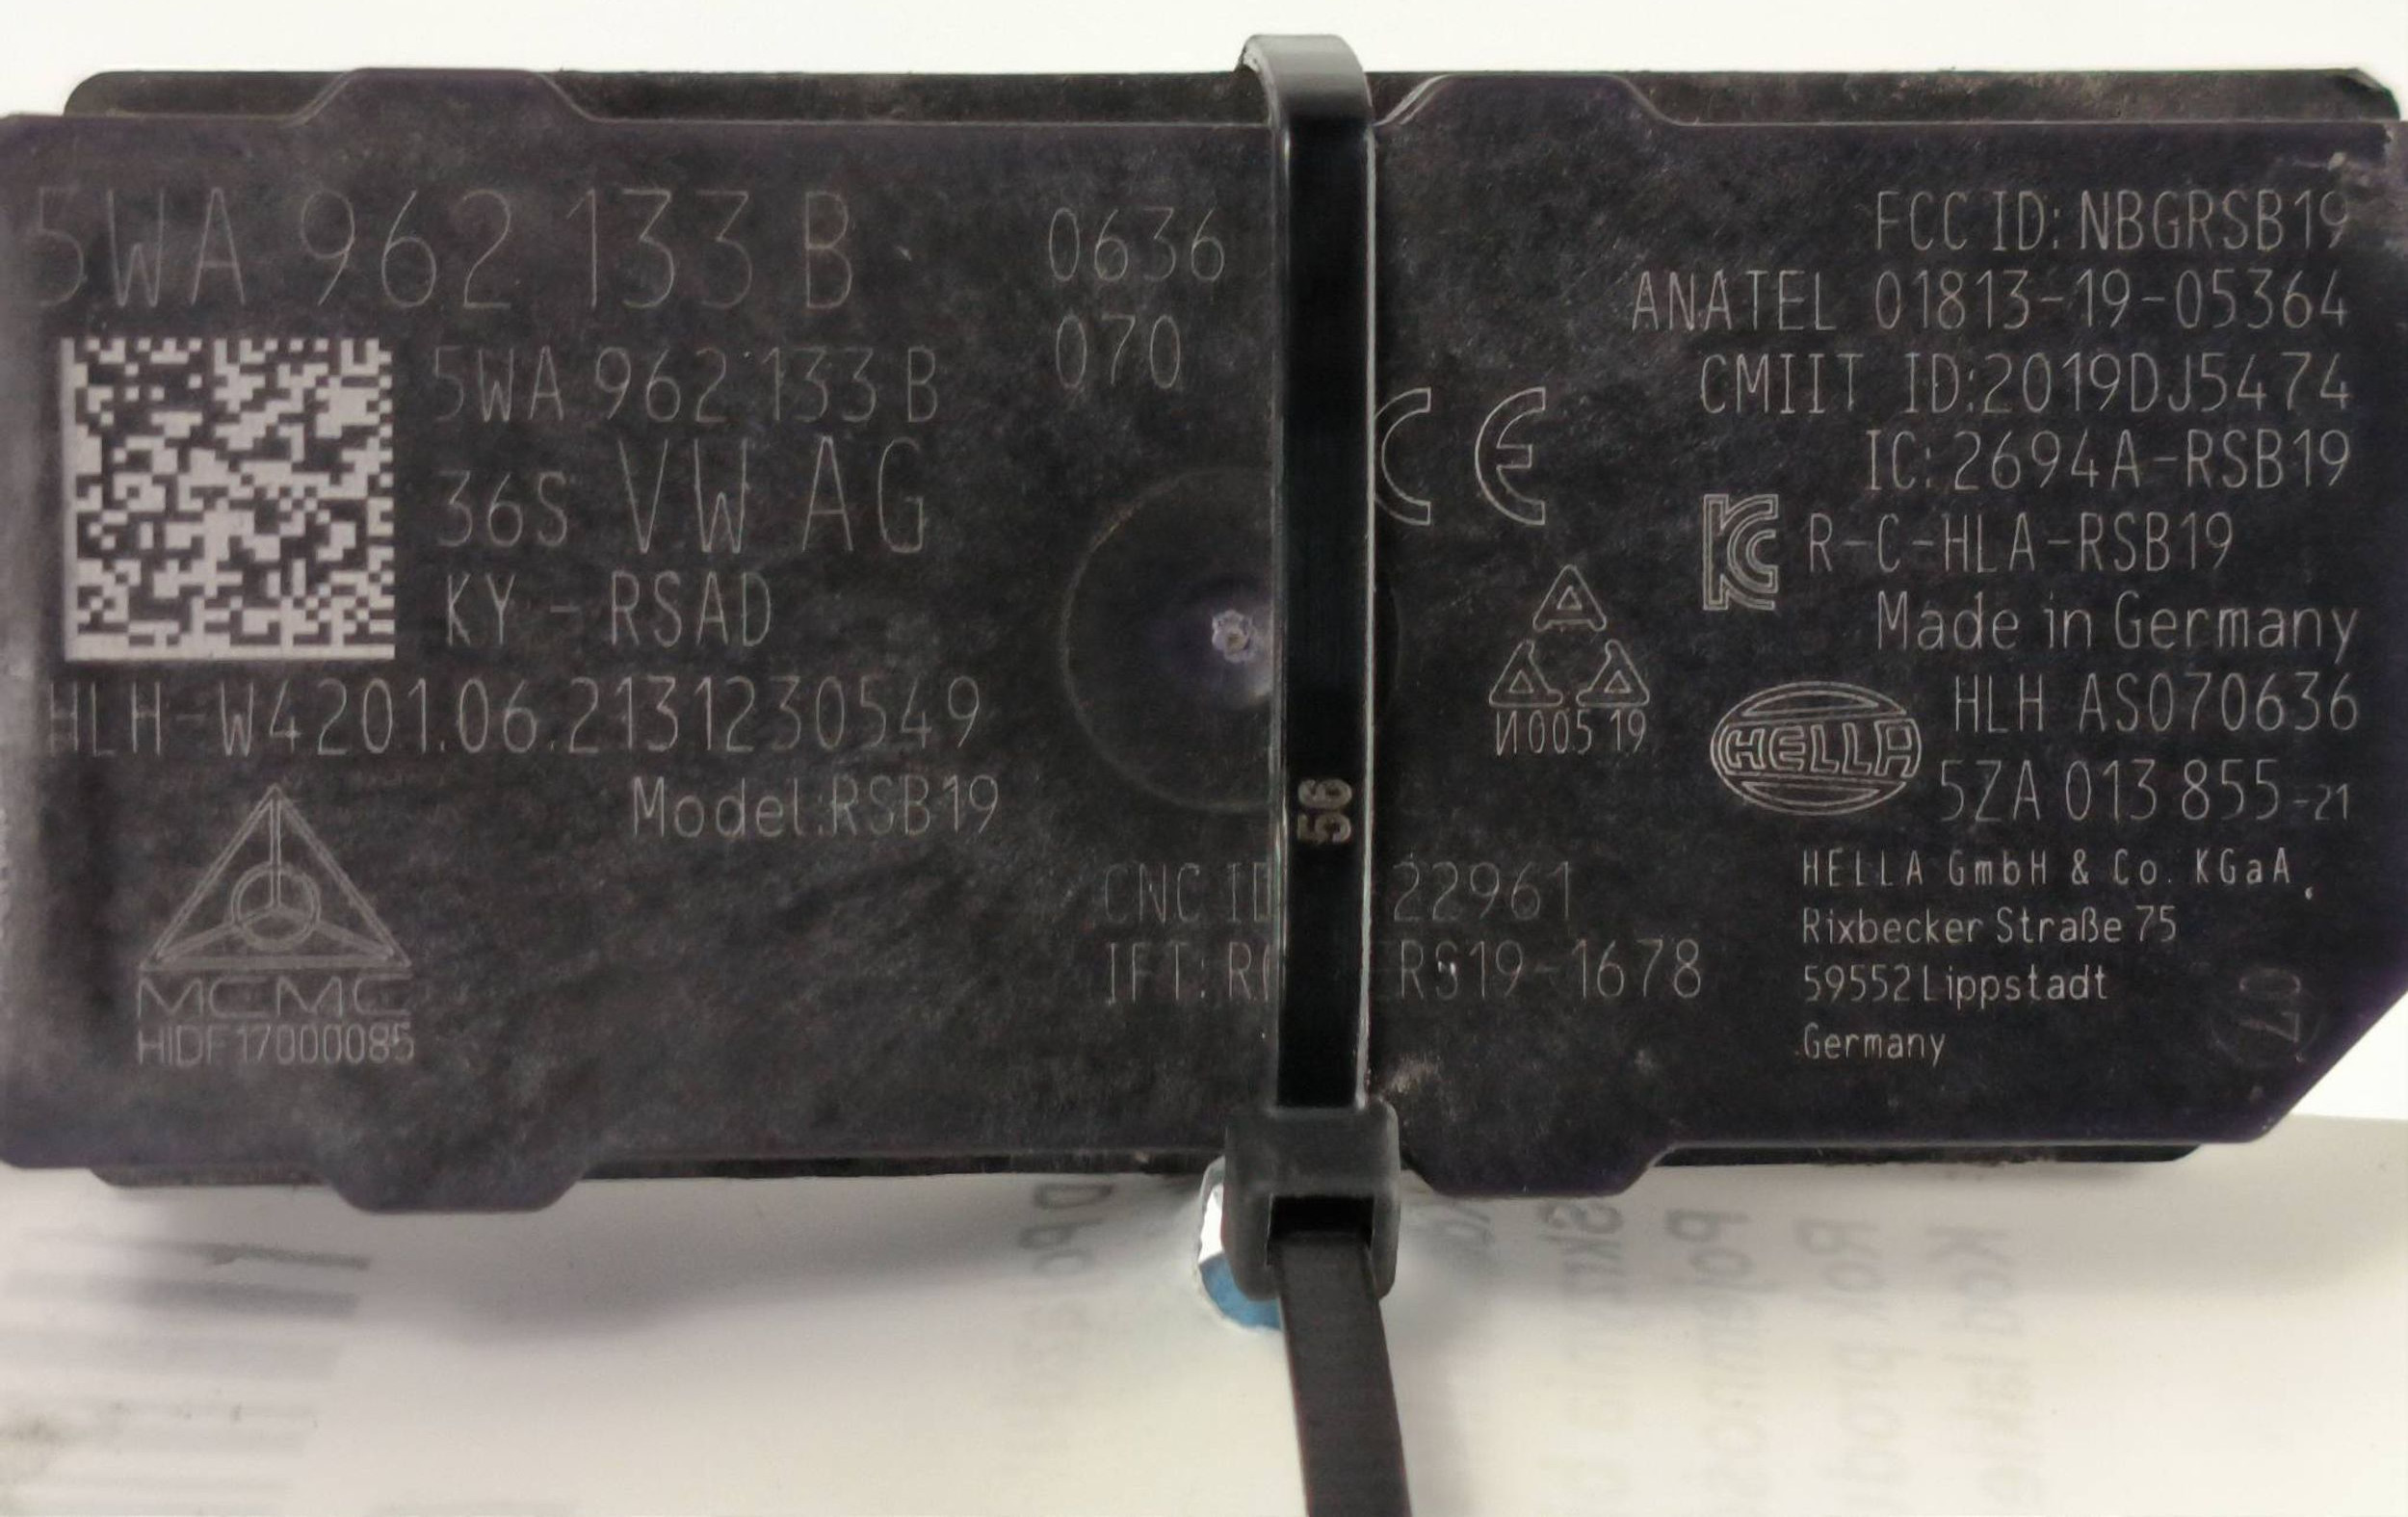 5WA 962 133 B
0636
070
5WA 962 133 B
36S VW AG
KY - RSAD
HLH-W4201.06.2131230549
Model:RSB19
MCMC
HIDF17000085
CE
И005 19
56
CNC
22961
IFT:
RS19-1678
FCC ID: NBGRSB19
ANATEL 01813-19-05364
CMIIT ID:2019DJ5474
IC:2694A-RSB19
R-C-HLA-RSB19
Made in Germany
HLH AS070636
HELLA
5ZA 013 855-21
HELLA GmbH & Co. KGaA
Rixbecker Straße 75
59552 Lippstadt
Germany
07